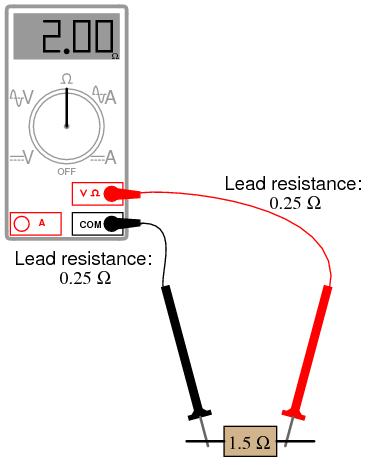 2.00
Ω
Ω
V
A
V
A
OFF
V Ω
A
COM
Lead resistance:
0.25 Ω
Lead resistance:
0.25 Ω
1.5 Ω